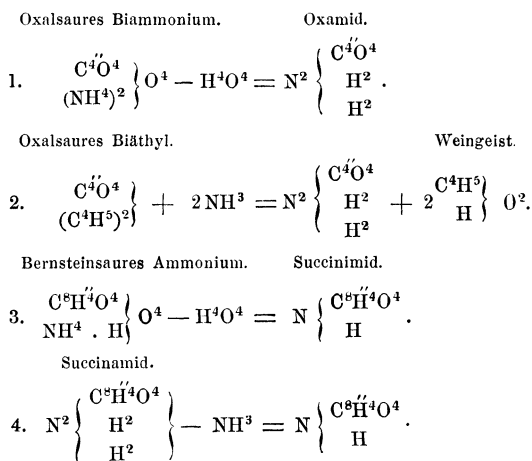 Oxalsaures Biammonium. Oxamid.
1. C⁴O⁴″ (NH⁴)² } O⁴ — H⁴O⁴ = N² { C⁴O⁴″ H² H² .
Oxalsaures Biäthyl. Weingeist.
2. C⁴O⁴″ (C⁴H⁵)² } + 2 NH³ = N² { C⁴O⁴″ H² H² + 2 C⁴H⁵ H } O².
Bernsteinsaures Ammonium. Succinimid.
3. C⁸H⁴O⁴″ NH⁴ . H } O⁴ — H⁴O⁴ = N { C⁸H⁴O⁴″ H .
Succinamid.
4. N² { C⁸H⁴O⁴″ H² H² } — NH³ = N { C⁸H⁴O⁴″ H .